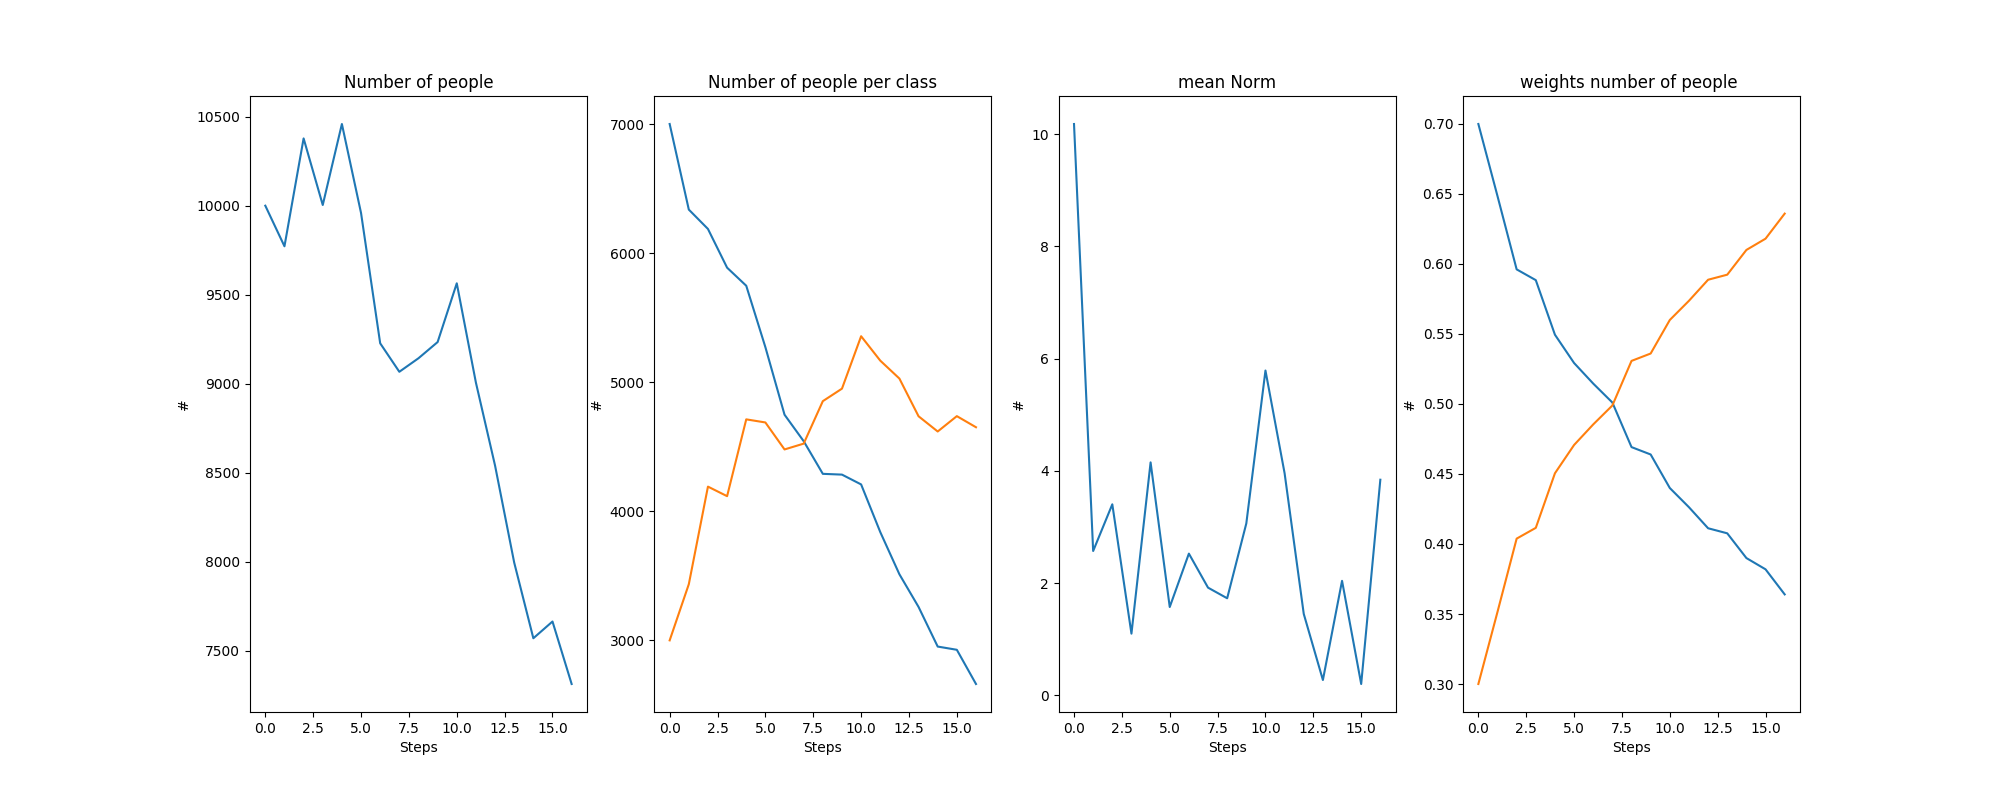 Number of people
10500
10000
9500
9000
8500
8000
7500
#
0.0 2.5 5.0 7.5 10.0 12.5 15.0
Steps
Number of people per class
7000
6000
5000
4000
3000
#
0.0 2.5 5.0 7.5 10.0 12.5 15.0
Steps
mean Norm
10
8
6
4
2
0
#
0.0 2.5 5.0 7.5 10.0 12.5 15.0
Steps
weights number of people
0.70
0.65
0.60
0.55
0.50
0.45
0.40
0.35
0.30
#
0.0 2.5 5.0 7.5 10.0 12.5 15.0
Steps